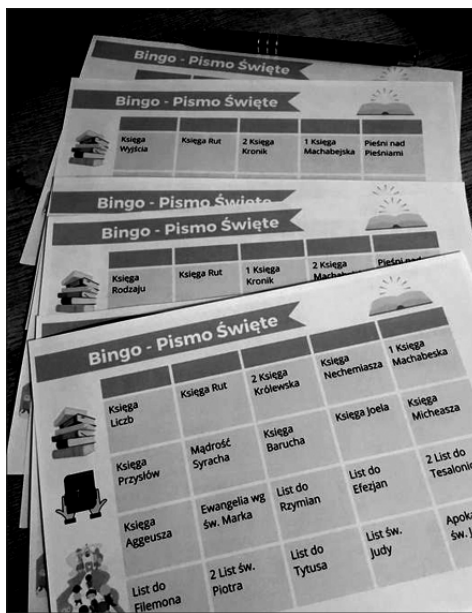 Bingo - Pismo Święte
Bingo - Pismo Święte
Księga Wyjścia
Księga Rut
2 Księga Kronik
1 Księga Machabejska
Pieśni nad Pieśniami
Bingo - Pismo Święte
Bingo - Pismo Święte
Księga Rodzaju
Księga Rut
1 Księga Kronik
2 Księga
Bingo - Pismo Święte
Księga Liczb
Księga Rut
2 Księga Królewska
Księga Nechemiasza
1 Księga Machabeska
Księga Przysłów
Mądrość Syracha
Księga Barucha
Księga Joela
Księga Micheasza
Księga Aggeusza
Ewangelia wg św. Marka
List do Rzymian
List do Efezjan
2 List do
List do Filemona
2 List św. Piotra
List do Tytusa
List św. Judy